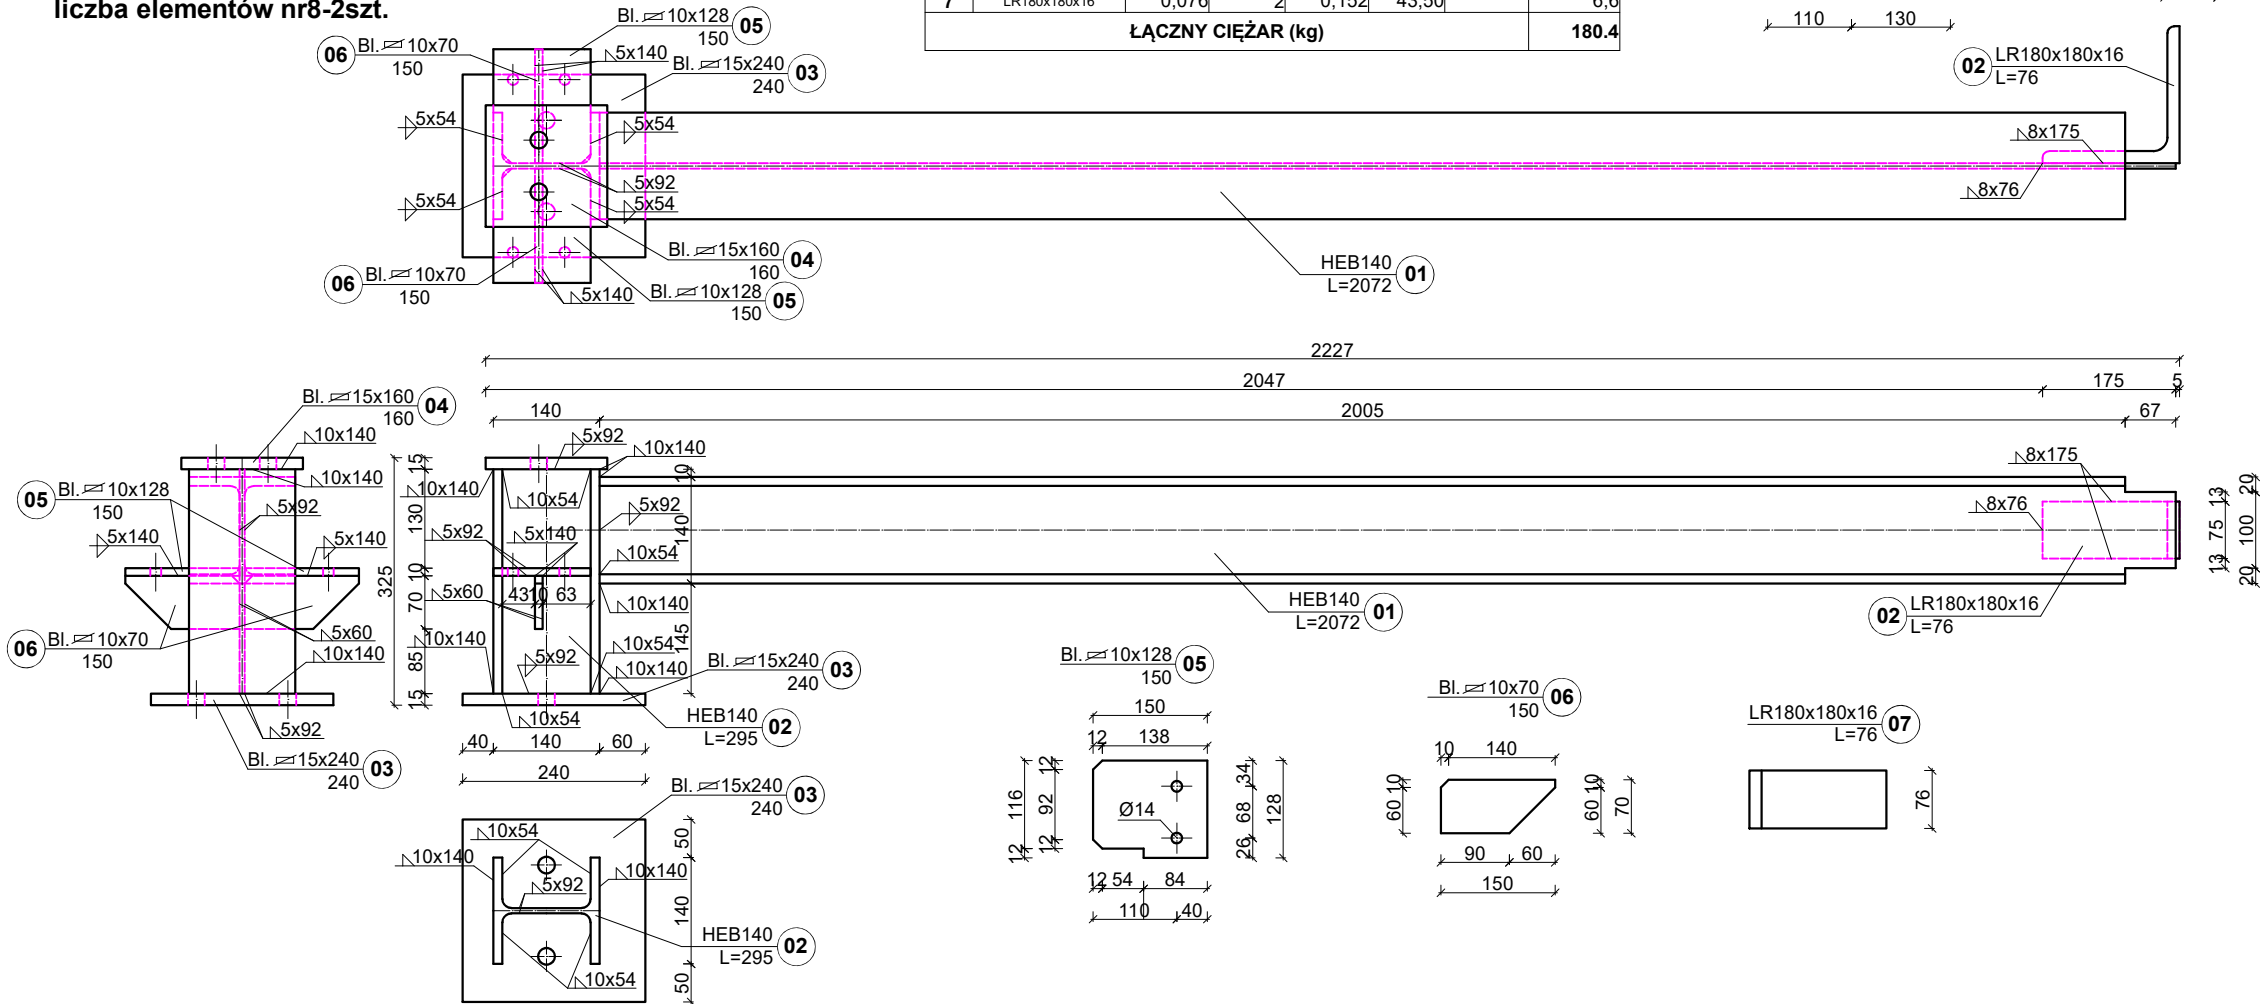 liczba elementów nr8-2szt.
7 LR180x180x16 0,076 2 0,152 43,50 6,6
ŁĄCZNY CIĘŻAR (kg) 180.4
110 130
Bl. 10x128
150
05
06
Bl. 10x70
150
5x140
Bl. 15x240
240
03
02
LR180x180x16
L=76
5x54
5x54
8x175
5x92
8x76
5x54
5x54
Bl. 15x160
160
04
06
Bl. 10x70
150
5x140
Bl. 10x128
150
05
HEB140
L=2072
01
2227
2047 175 5
140 2005 67
Bl. 15x160
160
04
10x140
10x140
05
Bl. 10x128
150
5x92
5x140
5x140
06
Bl. 10x70
150
5x60
10x140
5x92
Bl. 15x240
240
03
325
15
130
10
70
85
15
5x92
10x140
10x140
10x54
5x92
5x92
5x140
10x54
5x60
43 10 63
10x140
10x140
10x54
5x92
10x140
10x54
10
140
145
Bl. 15x240
240
03
HEB140
L=295
02
40 140 60
240
8x175
8x76
13
75
13
20
100
20
HEB140
L=2072
01
02
LR180x180x16
L=76
Bl. 15x240
240
03
10x54
10x140
10x140
5x92
10x54
50
140
50
HEB140
L=295
02
Bl. 10x128
150
05
150
12 138
116
12
12
92
12
Ø14
34
68
26
128
12 54 84
110 40
Bl. 10x70
150
06
10 140
10
60
10
60
70
90 60
150
LR180x180x16
L=76
07
76